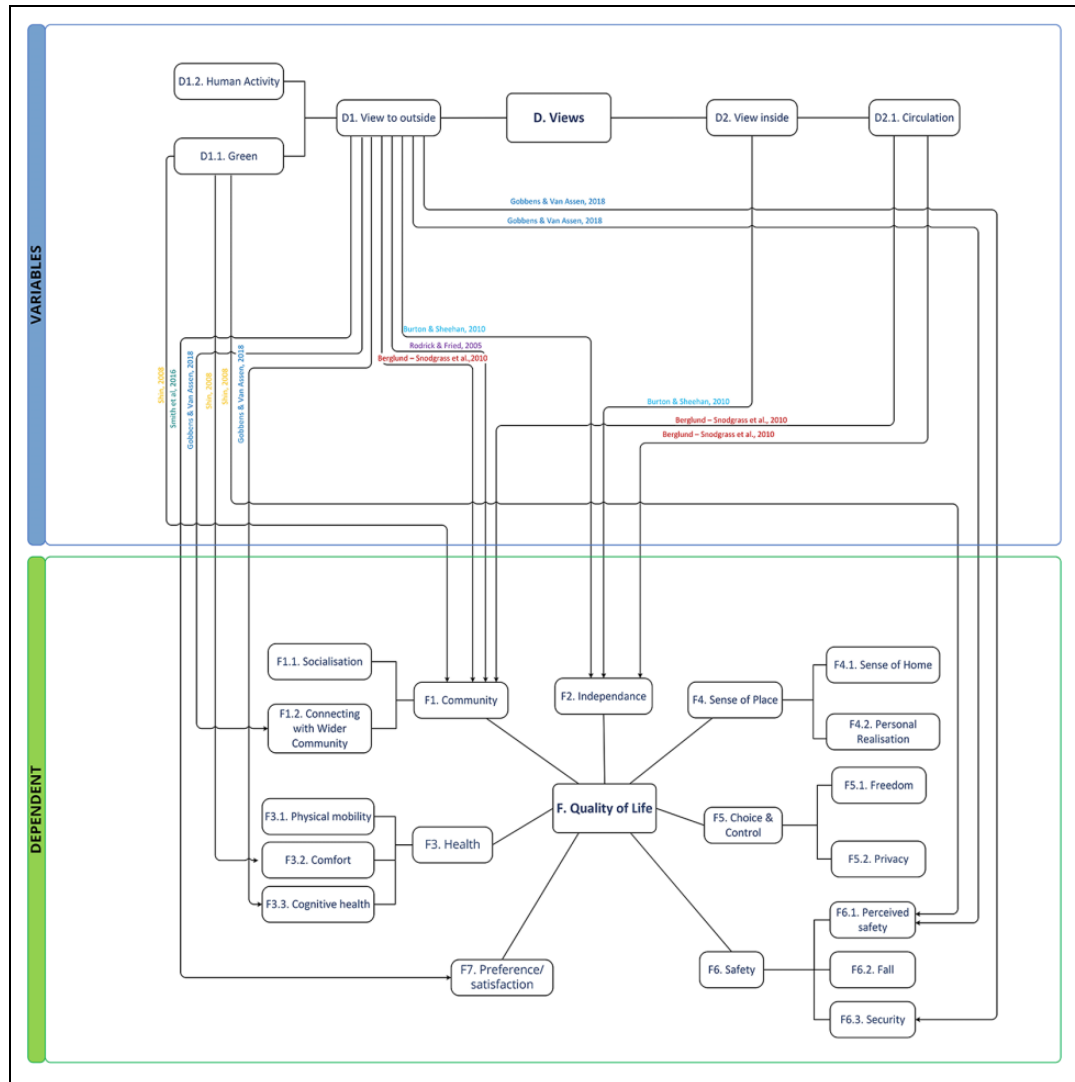 VARIABLES
D1.2. Human Activity
D1. View to outside
D. Views
D2. View inside
D2.1. Circulation
D1.1. Green
Gobbens & Van Assen, 2018
Gobbens & Van Assen, 2018
Burton & Sheehan, 2010
Rodrick & Fried, 2005
Berglund – Snodgrass et al.,2010
Shin, 2008
Smith et al, 2016
Gobbens & Van Assen, 2018
Shin, 2008
Shin, 2008
Gobbens & Van Assen, 2018
Burton & Sheehan, 2010
Berglund – Snodgrass et al., 2010
Berglund – Snodgrass et al., 2010
DEPENDENT
F1.1. Socialisation
F1. Community
F1.2. Connecting
with Wider
Community
F2. Independance
F4. Sense of Place
F4.1. Sense of Home
F4.2. Personal
Realisation
F. Quality of Life
F3.1. Physical mobility
F3. Health
F3.2. Comfort
F3.3. Cognitive health
F5. Choice &
Control
F5.1. Freedom
F5.2. Privacy
F7. Preference/
satisfaction
F6. Safety
F6.1. Perceived
safety
F6.2. Fall
F6.3. Security